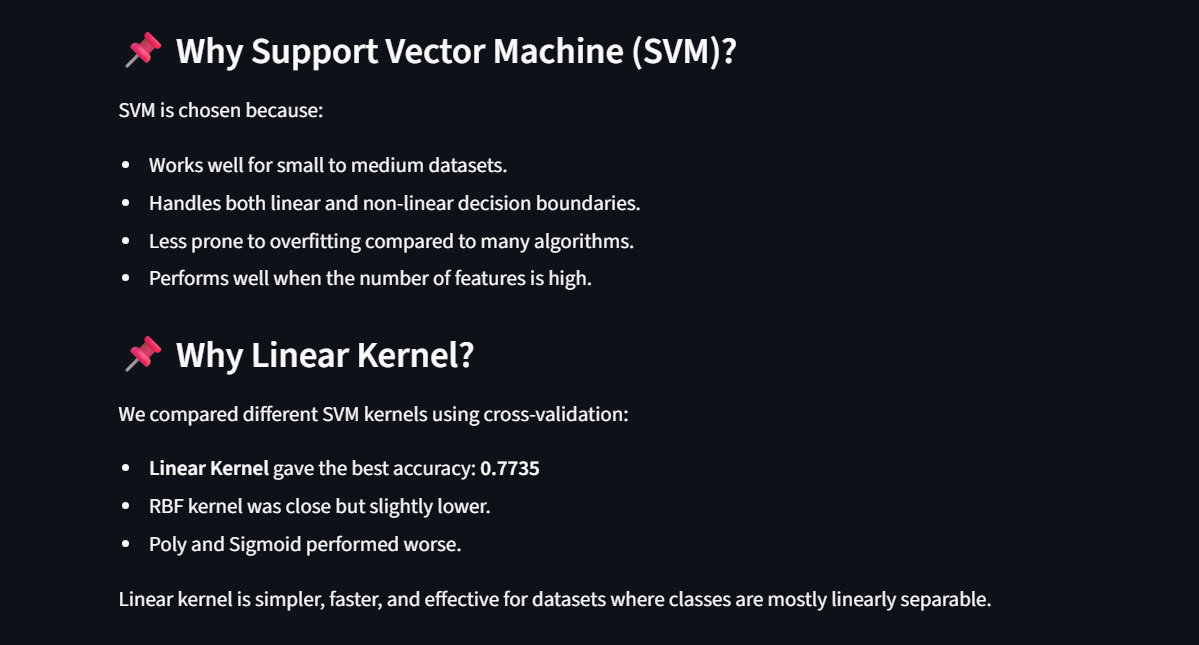 Why Support Vector Machine (SVM)?
SVM is chosen because:
• Works well for small to medium datasets.
• Handles both linear and non-linear decision boundaries.
• Less prone to overfitting compared to many algorithms.
• Performs well when the number of features is high.
Why Linear Kernel?
We compared different SVM kernels using cross-validation:
• Linear Kernel gave the best accuracy: 0.7735
• RBF kernel was close but slightly lower.
• Poly and Sigmoid performed worse.
Linear kernel is simpler, faster, and effective for datasets where classes are mostly linearly separable.